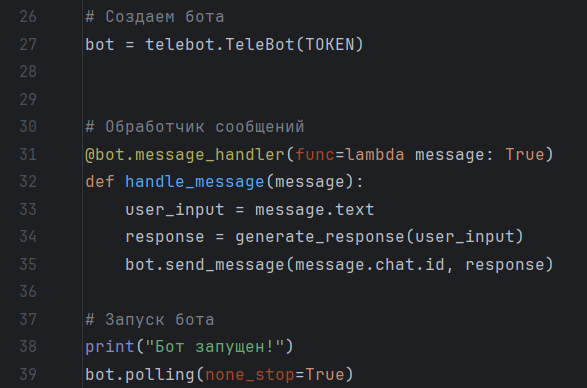 26 # Создаем бота
27 bot = telebot.TeleBot(TOKEN)
28
29
30 # Обработчик сообщений
31 @bot.message_handler(func=lambda message: True)
32 def handle_message(message):
33     user_input = message.text
34     response = generate_response(user_input)
35     bot.send_message(message.chat.id, response)
36
37 # Запуск бота
38 print("Бот запущен!")
39 bot.polling(none_stop=True)